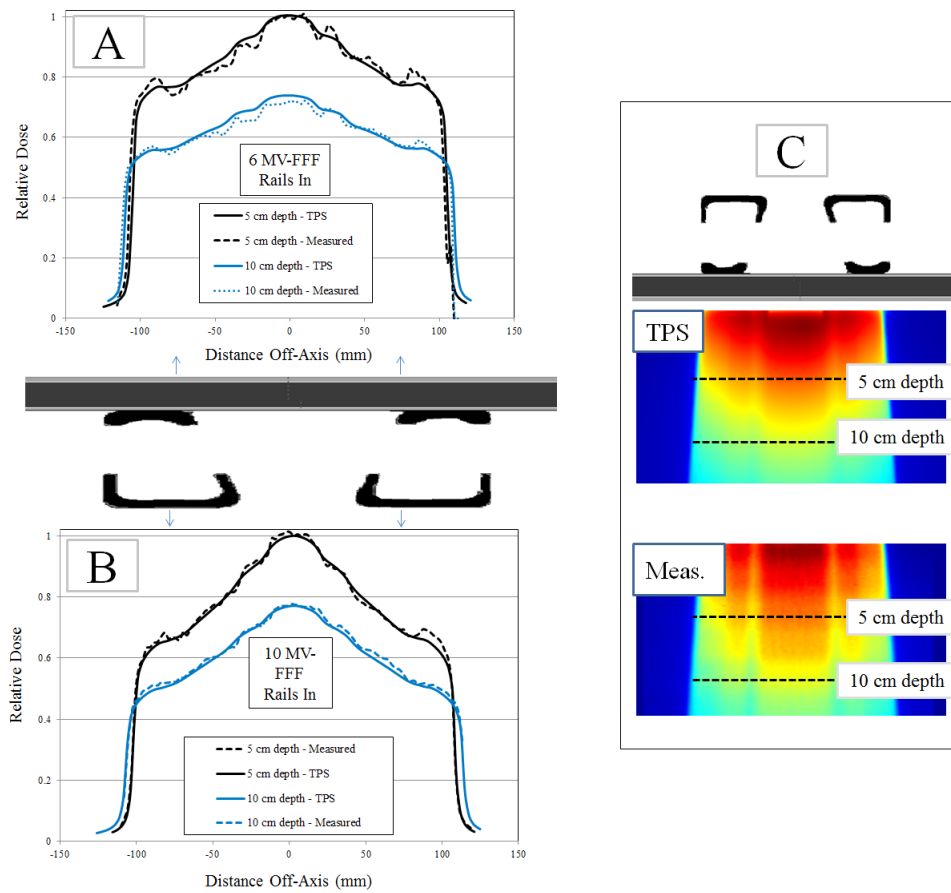 A
Relative Dose
1
0.8
0.6
0.4
0.2
0
6 MV-FFF
Rails In
5 cm depth - TPS
5 cm depth - Measured
10 cm depth - TPS
10 cm depth - Measured
-150
-100
-50
0
50
100
150
Distance Off-Axis (mm)
B
Relative Dose
1
0.8
0.6
0.4
0.2
0
10 MV-
FFF
Rails In
5 cm depth - Measured
5 cm depth - TPS
10 cm depth - TPS
10 cm depth - Measured
-150
-100
-50
0
50
100
150
Distance Off-Axis (mm)
C
TPS
5 cm depth
10 cm depth
Meas.
5 cm depth
10 cm depth